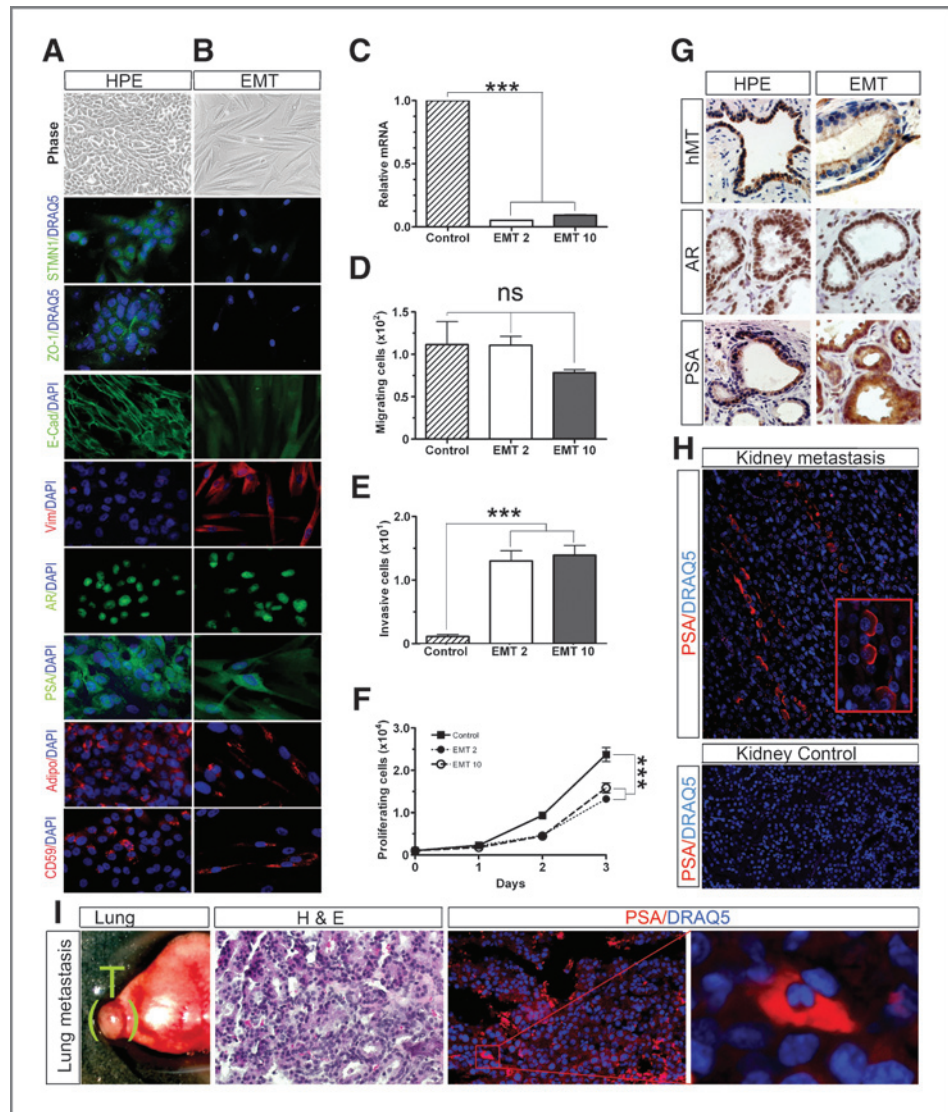 A
B
HPE
EMT
Phase
STMN1/DRAQ5
ZO-1/DRAQ5
E-Cad/DAPI
Vim/DAPI
AR/DAPI
PSA/DAPI
Adipo/DAPI
CD59/DAPI
C
Relative mRNA
1.0
0.5
0.0
***
Control
EMT 2
EMT 10
D
Migrating cells (x10²)
1.5
1.0
0.5
0
ns
Control
EMT 2
EMT 10
E
Invasive cells (x10¹)
2.0
1.0
0
***
Control
EMT 2
EMT 10
F
Proliferating cells (x10⁴)
3.0
2.0
1.0
0
Control
EMT 2
EMT 10
***
0
1
2
3
Days
G
HPE
EMT
hMT
AR
PSA
H
Kidney metastasis
PSA/DRAQ5
Kidney Control
PSA/DRAQ5
I
Lung
H & E
PSA/DRAQ5
Lung metastasis
T